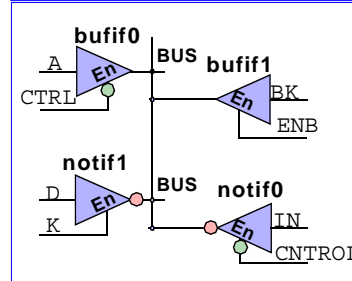 bufif0
A
BUS
bufif1
En
CTRL
En
BK
ENB
notif1
BUS
notif0
D
En
En
IN
K
CNTROL